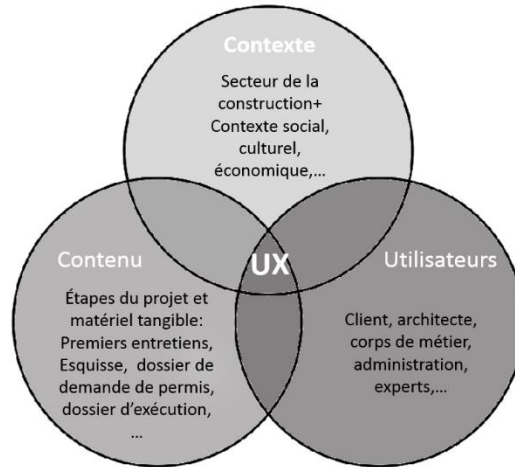 Contexte
Secteur de la
construction+
Contexte social,
culturel,
économique,...
Contenu
UX
Utilisateurs
Étapes du projet et
matériel tangible:
Premiers entretiens,
Esquisse, dossier de
demande de permis,
dossier d'exécution,
...
Client, architecte,
corps de métier,
administration,
experts,...